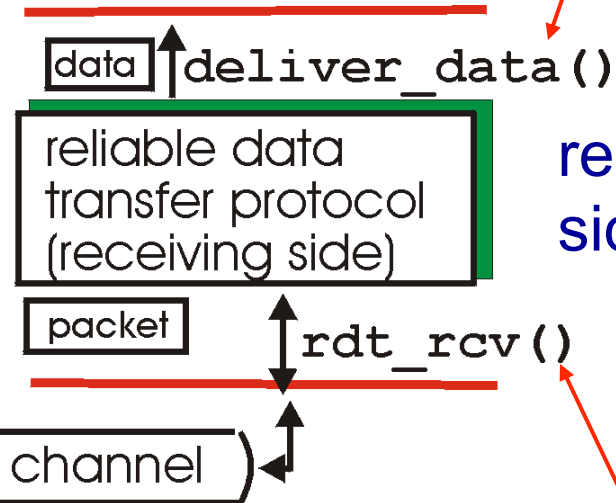 data deliver_data()
reliable data
transfer protocol
(receiving side)
packet rdt_rcv()
channel